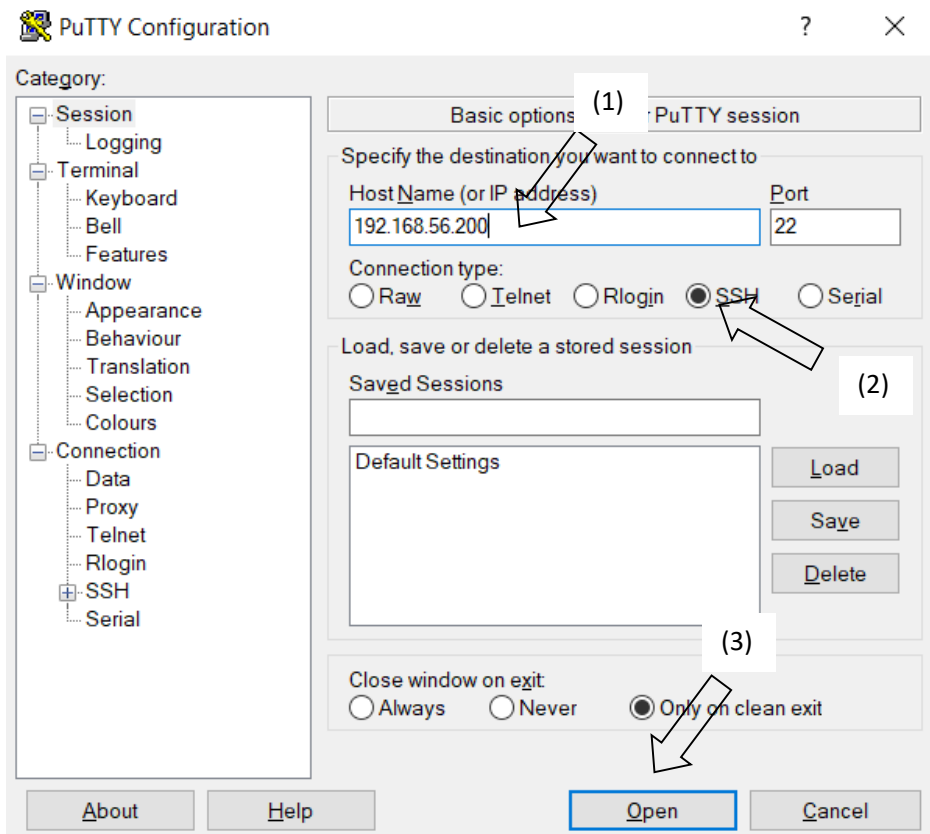 PuTTY Configuration
?
Category:
Session
Logging
Terminal
Keyboard
Bell
Features
Window
Appearance
Behaviour
Translation
Selection
Colours
Connection
Data
Proxy
Telnet
Rlogin
SSH
Serial
Basic options PuTTY session
(1)
Specify the destination you want to connect to
Host Name (or IP address) Port
192.168.56.200 22
Connection type:
Raw Telnet Rlogin SSH Serial
(2)
Load, save or delete a stored session
Saved Sessions
Default Settings
Load
Save
Delete
(3)
Close window on exit:
Always Never Only on clean exit
About Help Open Cancel